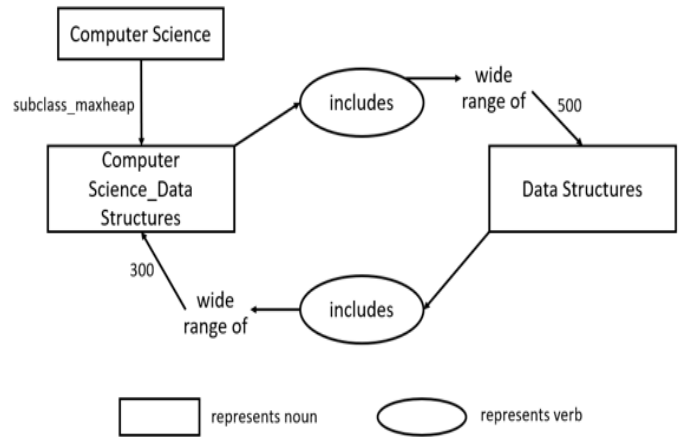 Computer Science
subclass_maxheap
includes
wide
range of
500
Computer
Science_Data
Structures
Data Structures
300
wide
range of
includes
represents noun
represents verb